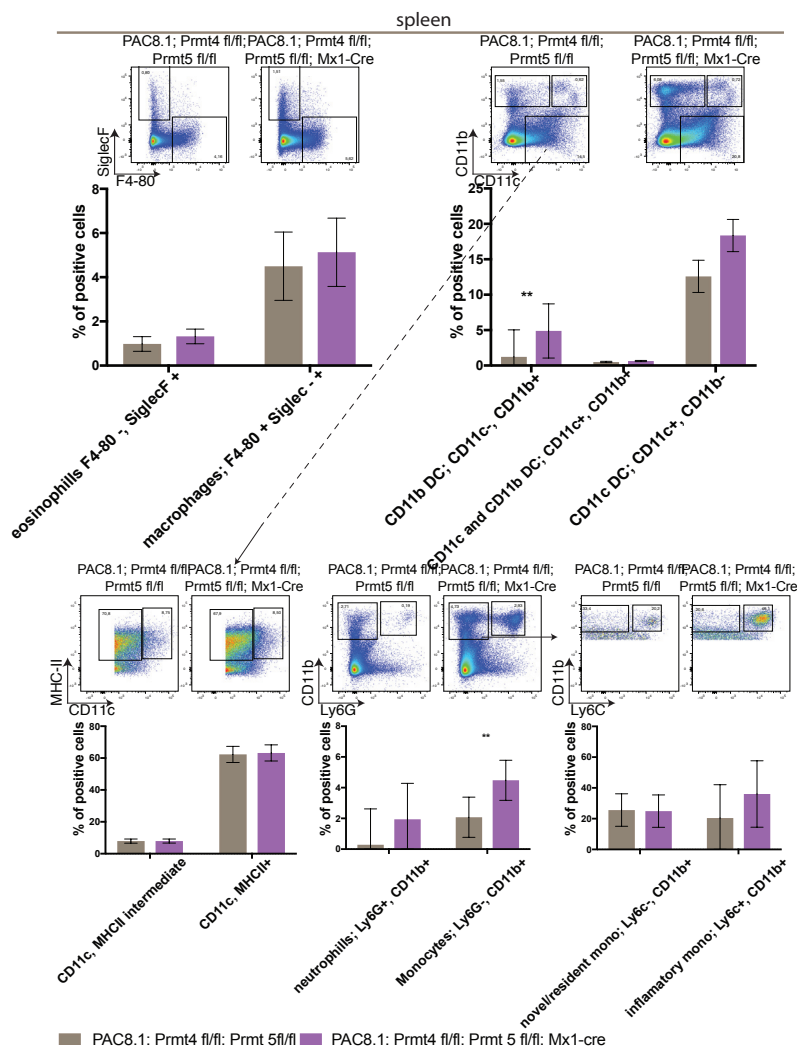 spleen
PAC8.1; Prmt4 fl/fl;
Prmt5 fl/fl
PAC8.1; Prmt4 fl/fl;
Prmt5 fl/fl; Mx1-Cre
PAC8.1; Prmt4 fl/fl;
Prmt5 fl/fl
PAC8.1; Prmt4 fl/fl;
Prmt5 fl/fl; Mx1-Cre
SiglecF
F4-80
CD11b
CD11c
% of positive cells
8
6
4
2
0
eosinophills F4-80 -, SiglecF +
macrophages; F4-80 + Siglec - +
% of positive cells
25
20
15
10
5
0
**
CD11b DC; CD11c-, CD11b+
CD11c and CD11b DC; CD11c+, CD11b+
CD11c DC; CD11c+, CD11b-
PAC8.1; Prmt4 fl/fl;
Prmt5 fl/fl
PAC8.1; Prmt4 fl/fl;
Prmt5 fl/fl; Mx1-Cre
PAC8.1; Prmt4 fl/fl;
Prmt5 fl/fl
PAC8.1; Prmt4 fl/fl;
Prmt5 fl/fl; Mx1-Cre
PAC8.1; Prmt4 fl/fl;
Prmt5 fl/fl
PAC8.1; Prmt4 fl/fl;
Prmt5 fl/fl; Mx1-Cre
MHC-II
CD11c
CD11b
Ly6G
CD11b
Ly6C
% of positive cells
80
60
40
20
0
CD11c, MHCII intermediate
CD11c, MHCII+
% of positive cells
8
6
4
2
0
**
neutrophills; Ly6G+, CD11b+
Monocytes; Ly6G-, CD11b+
% of positive cells
80
60
40
20
0
novel/resident mono; Ly6c-, CD11b+
inflamatory mono; Ly6c+, CD11b+
PAC8.1; Prmt4 fl/fl; Prmt 5fl/fl
PAC8.1; Prmt4 fl/fl; Prmt 5 fl/fl; Mx1-cre